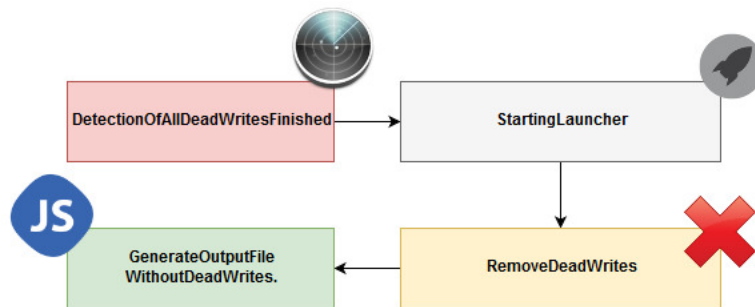 DetectionOfAllDeadWritesFinished
StartingLauncher
RemoveDeadWrites
JS
GenerateOutputFile
WithoutDeadWrites.